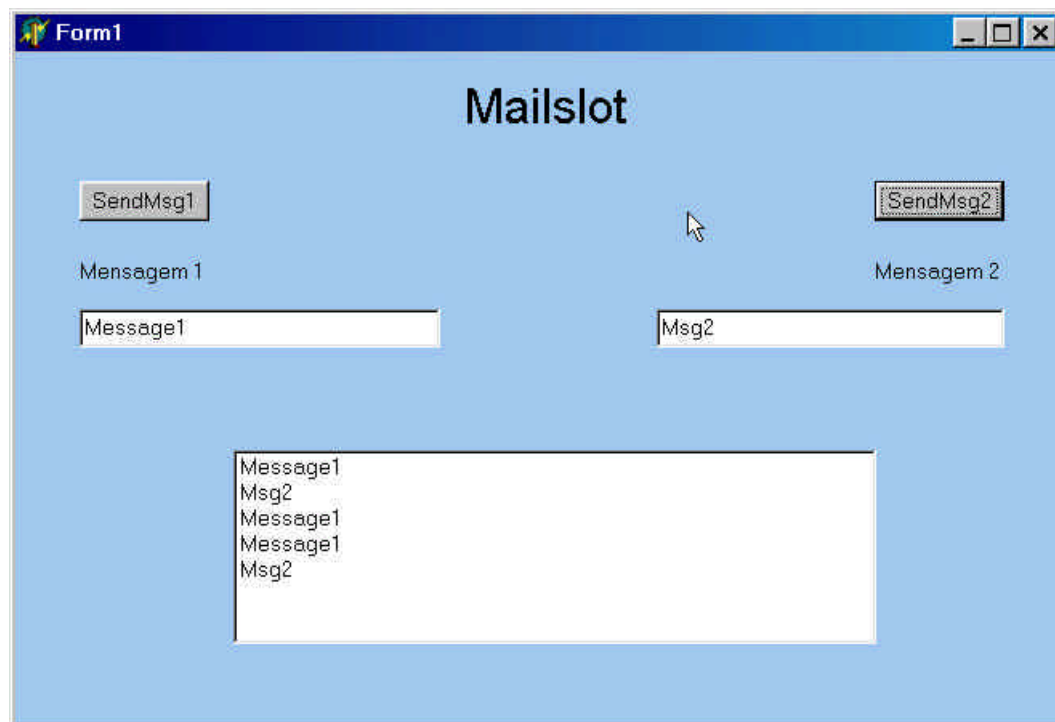 Form1
Mailslot
SendMsg1
SendMsg2
Mensagem 1
Mensagem 2
Message1
Msg2
Message1
Msg2
Message1
Message1
Msg2